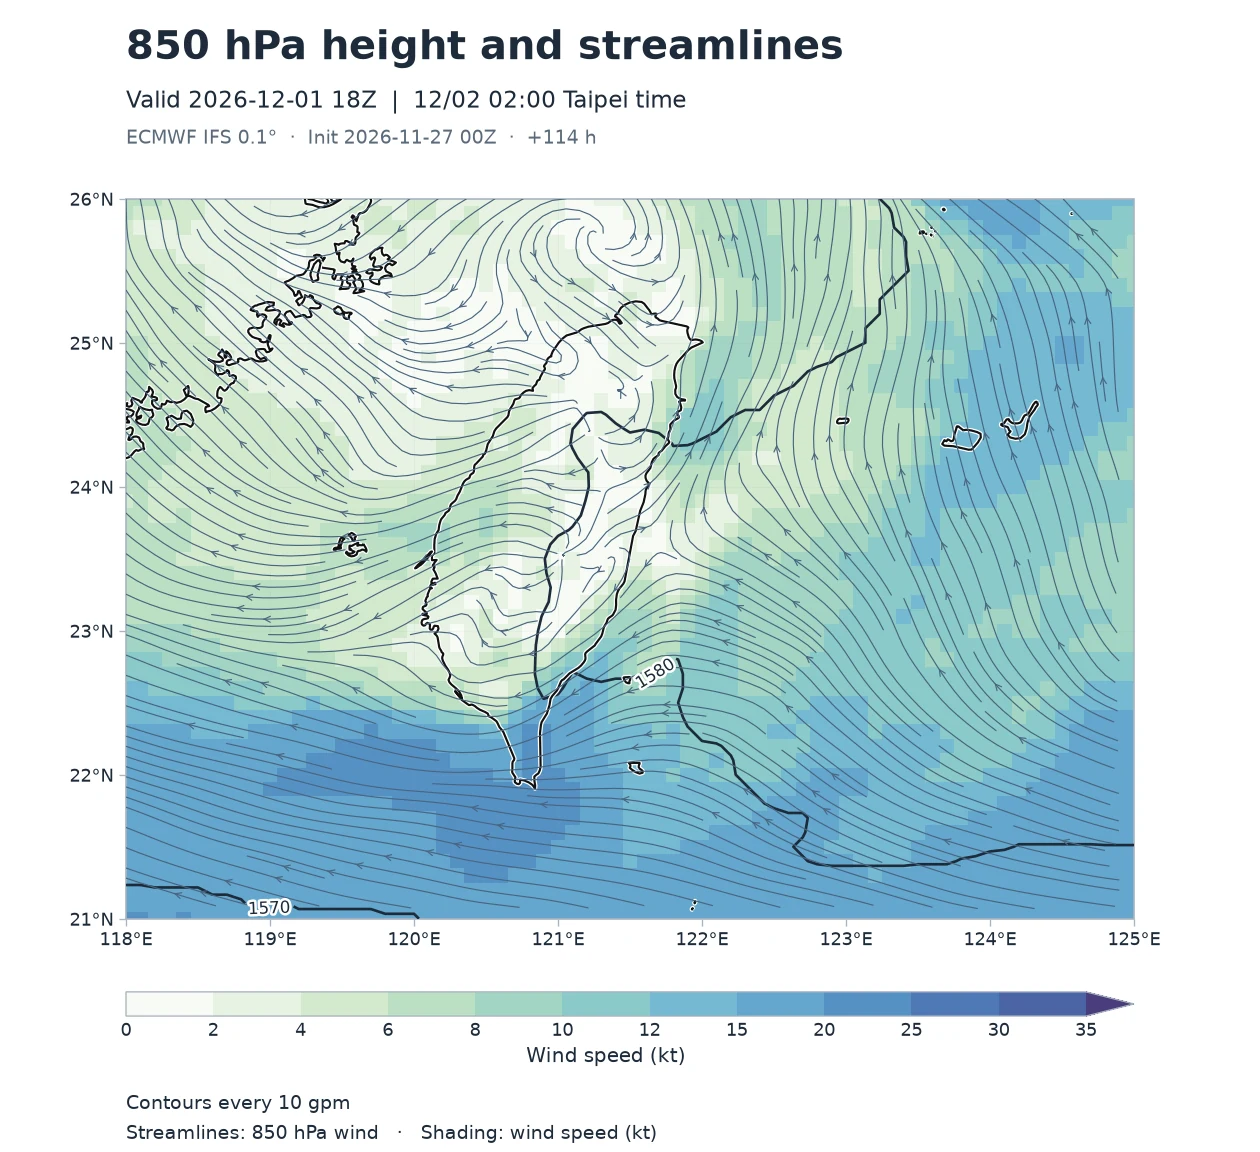 850 hPa height and streamlines
Valid 2026-12-01 18Z | 12/02 02:00 Taipei time
ECMWF IFS 0.1° · Init 2026-11-27 00Z · +114 h
26°N
25°N
24°N
23°N
22°N
21°N
1580
1570
118°E 119°E 120°E 121°E 122°E 123°E 124°E 125°E
0 2 4 6 8 10 12 15 20 25 30 35
Wind speed (kt)
Contours every 10 gpm
Streamlines: 850 hPa wind · Shading: wind speed (kt)